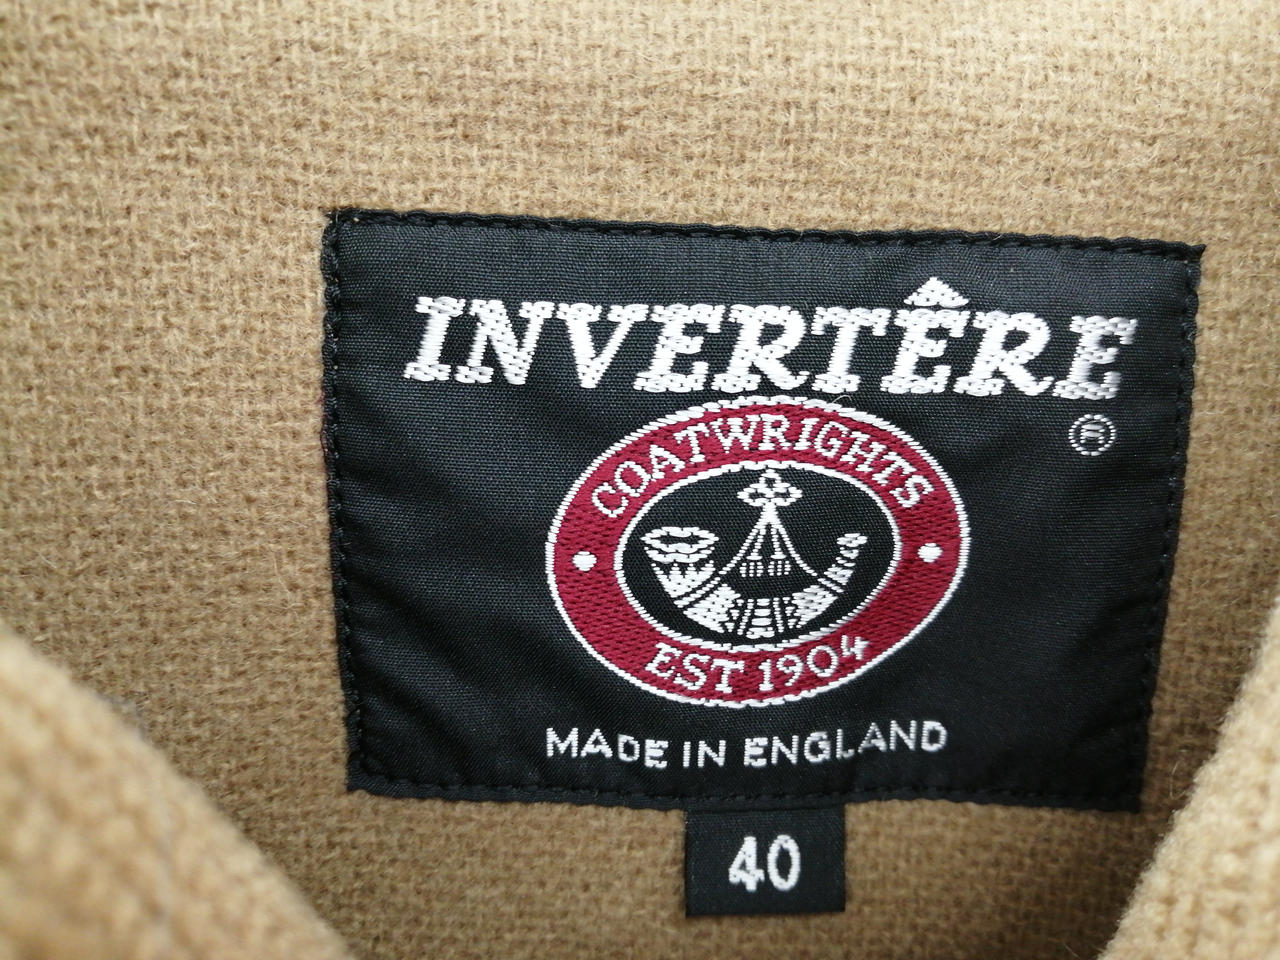 INVERTÊRE
®
COATWRIGHTS
EST 1904
MADE IN ENGLAND
40